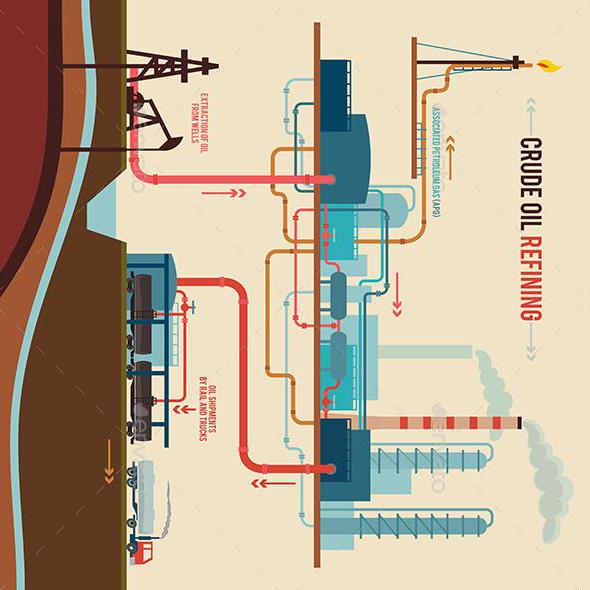 CRUDE OIL REFINING
ASSOCIATED PETROLEUM GAS (APG)
EXTRACTION OF OIL
FROM WELLS
OIL SHIPMENTS
BY RAIL AND TRUCKS